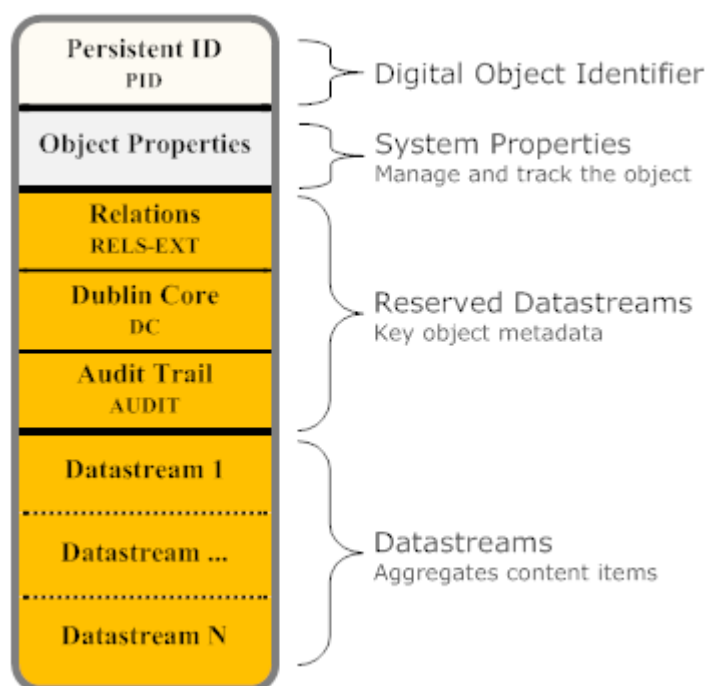 Persistent ID
PID
Digital Object Identifier
Object Properties
System Properties
Manage and track the object
Relations
RELS-EXT
Dublin Core
DC
Reserved Datastreams
Key object metadata
Audit Trail
AUDIT
Datastream 1
Datastream ...
Datastreams
Aggregates content items
Datastream N